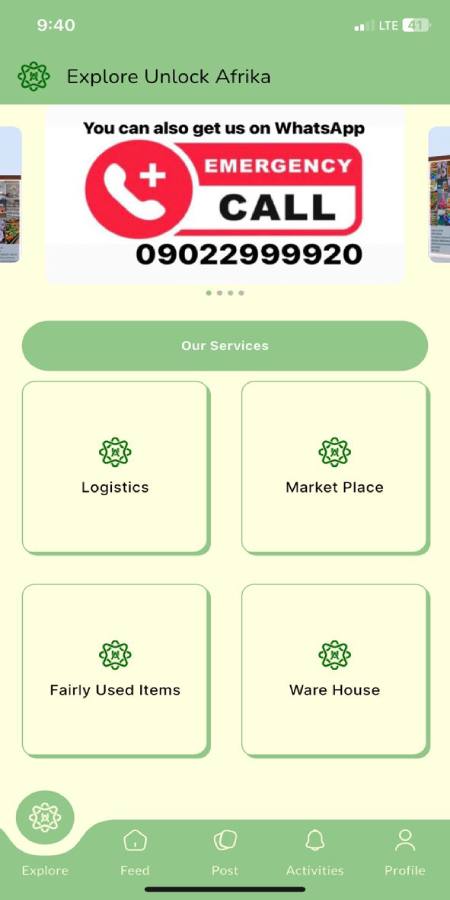 9:40
LTE 41
Explore Unlock Afrika
You can also get us on WhatsApp
EMERGENCY
CALL
09022999920
Our Services
Logistics
Market Place
Fairly Used Items
Ware House
Explore
Feed
Post
Activities
Profile